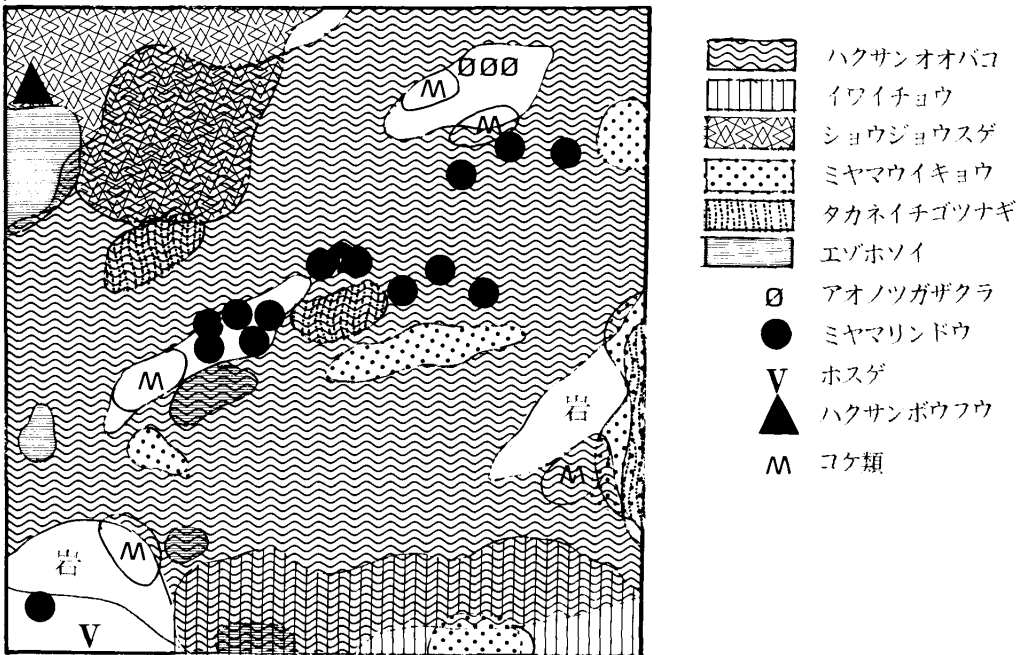 ハクサンオオバコ
イワイチョウ
ショウジョウスゲ
ミヤマウイキョウ
タカネイチゴツナギ
エゾホソイ
アオノツガザクラ
ミヤマリンドウ
V ホスゲ
ハクサンボウフウ
M コケ類
M
M
M
岩
M
岩
M
V